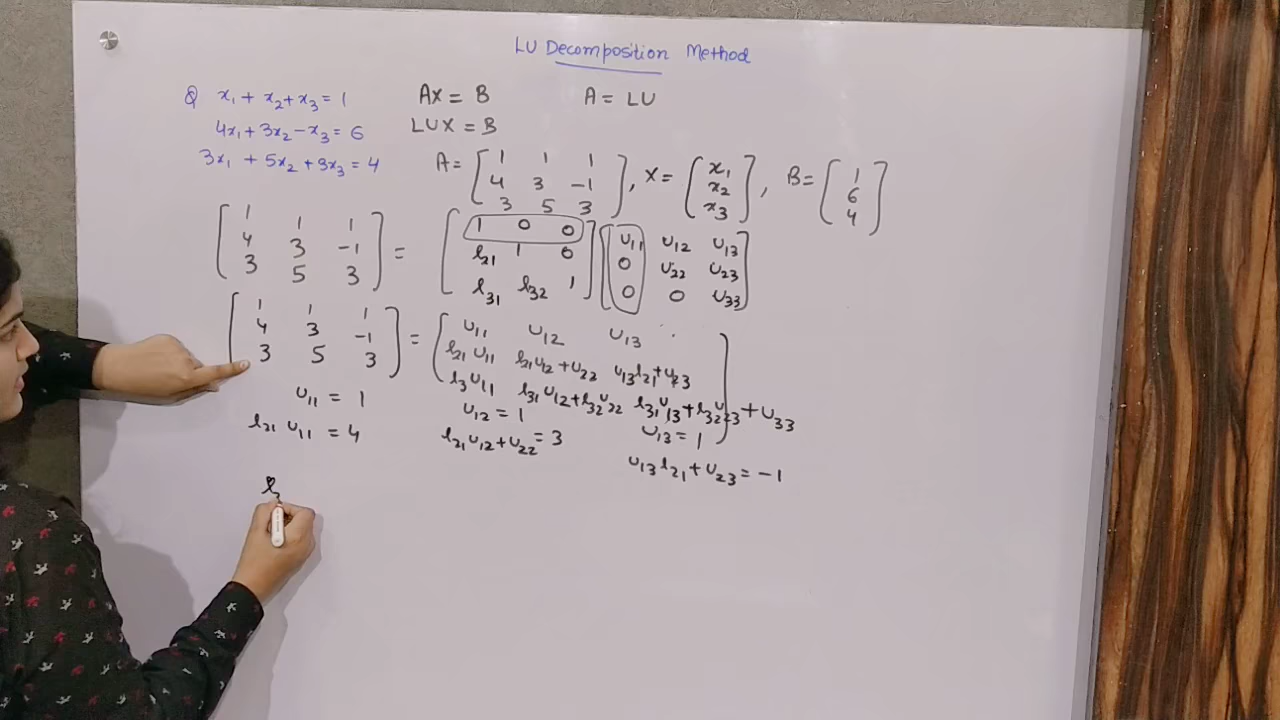 LU Decomposition Method
Q x₁ + x₂ + x₃ = 1 AX = B A = LU
4x₁ + 3x₂ - x₃ = 6 LUX = B
3x₁ + 5x₂ + 3x₃ = 4
A = [1 1 1 , X = [x₁ , B = [1
4 3 -1 x₂ 6
3 5 3] x₃] 4]
[1 1 1 = [1 0 0 [U₁₁ U₁₂ U₁₃
4 3 -1 l₂₁ 1 0 0 U₂₂ U₂₃
3 5 3] l₃₁ l₃₂ 1] 0 0 U₃₃]
[1 1 1 = [U₁₁ U₁₂ U₁₃
4 3 -1 l₂₁ U₁₁ l₂₁U₁₂ + U₂₂ U₁₃l₂₁ + U₂₃
3 5 3] l₃U₁₁ l₃₁U₁₂ + l₃₂U₂₂ l₃₁U₁₃ + l₃₂U₂₃ + U₃₃]
U₁₁ = 1 U₁₂ = 1 U₁₃ = 1
l₂₁ U₁₁ = 4 l₂₁U₁₂ + U₂₂ = 3 U₁₃l₂₁ + U₂₃ = -1
l